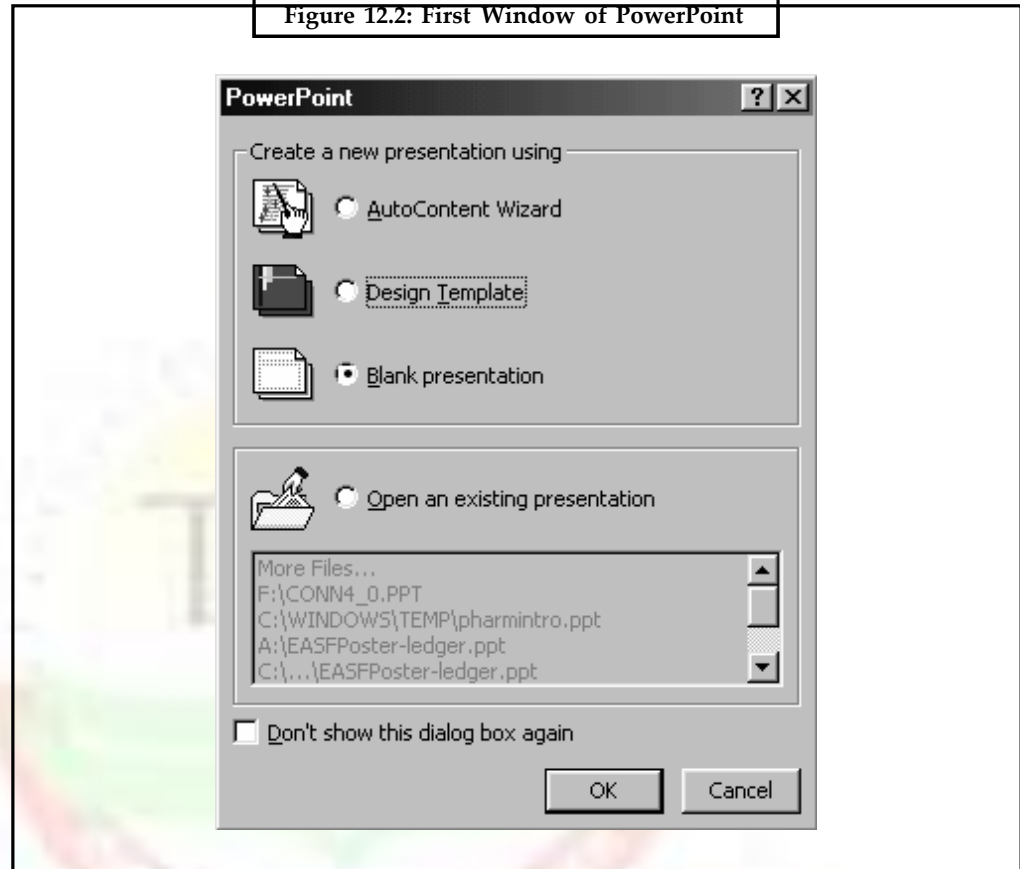 Figure 12.2: First Window of PowerPoint
PowerPoint
Create a new presentation using
AutoContent Wizard
Design Template
Blank presentation
Open an existing presentation
More Files...
F:\CONN4_0.PPT
C:\WINDOWS\TEMP\pharmintro.ppt
A:\EASFPoster-ledger.ppt
C:\...\EASFPoster-ledger.ppt
Don't show this dialog box again
OK Cancel